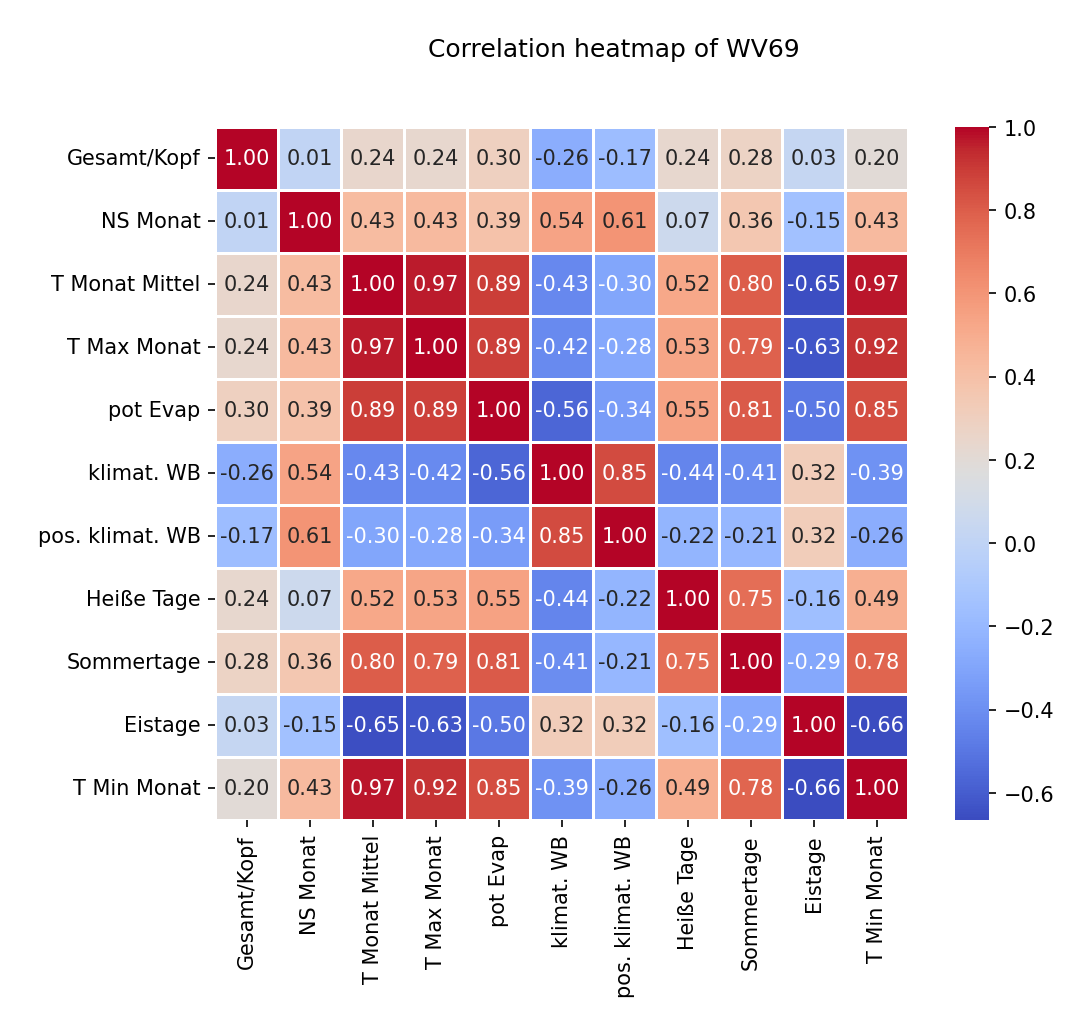 Correlation heatmap of WV69
Gesamt/Kopf 1.00 0.01 0.24 0.24 0.30 -0.26 -0.17 0.24 0.28 0.03 0.20
NS Monat 0.01 1.00 0.43 0.43 0.39 0.54 0.61 0.07 0.36 -0.15 0.43
T Monat Mittel 0.24 0.43 1.00 0.97 0.89 -0.43 -0.30 0.52 0.80 -0.65 0.97
T Max Monat 0.24 0.43 0.97 1.00 0.89 -0.42 -0.28 0.53 0.79 -0.63 0.92
pot Evap 0.30 0.39 0.89 0.89 1.00 -0.56 -0.34 0.55 0.81 -0.50 0.85
klimat. WB -0.26 0.54 -0.43 -0.42 -0.56 1.00 0.85 -0.44 -0.41 0.32 -0.39
pos. klimat. WB -0.17 0.61 -0.30 -0.28 -0.34 0.85 1.00 -0.22 -0.21 0.32 -0.26
Heiße Tage 0.24 0.07 0.52 0.53 0.55 -0.44 -0.22 1.00 0.75 -0.16 0.49
Sommertage 0.28 0.36 0.80 0.79 0.81 -0.41 -0.21 0.75 1.00 -0.29 0.78
Eistage 0.03 -0.15 -0.65 -0.63 -0.50 0.32 0.32 -0.16 -0.29 1.00 -0.66
T Min Monat 0.20 0.43 0.97 0.92 0.85 -0.39 -0.26 0.49 0.78 -0.66 1.00
Gesamt/Kopf
NS Monat
T Monat Mittel
T Max Monat
pot Evap
klimat. WB
pos. klimat. WB
Heiße Tage
Sommertage
Eistage
T Min Monat
1.0
0.8
0.6
0.4
0.2
0.0
−0.2
−0.4
−0.6